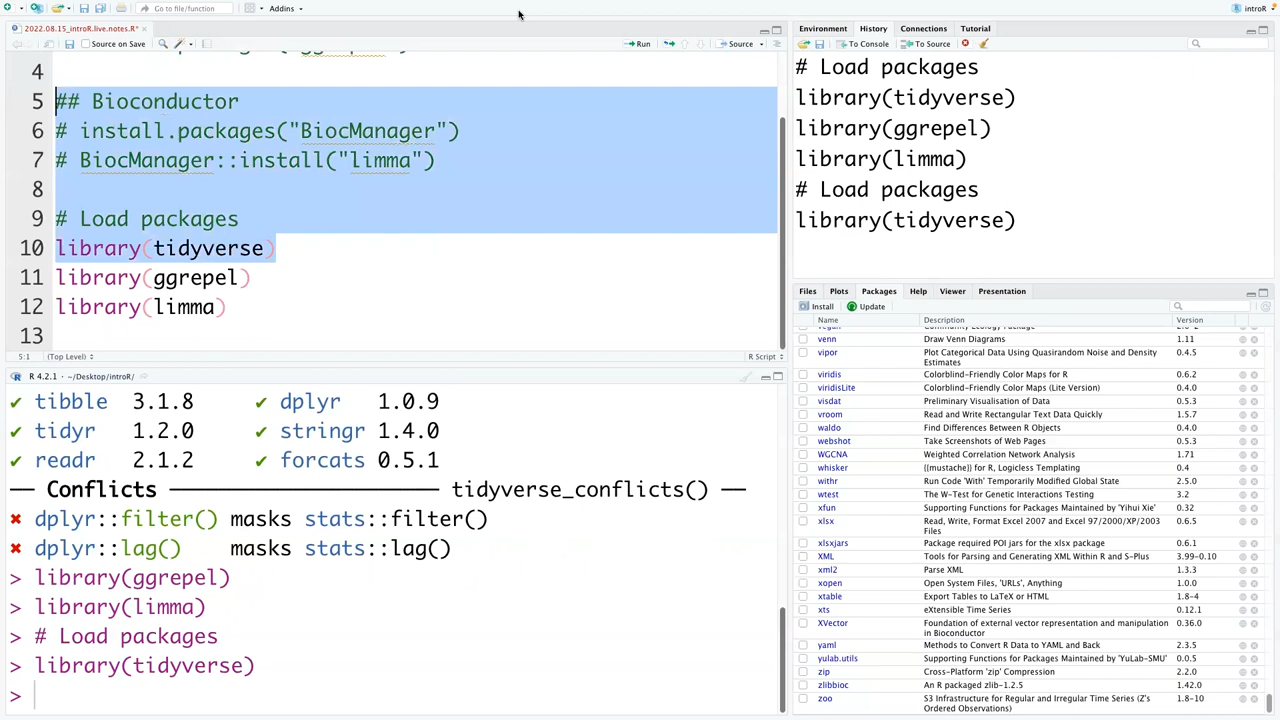 Go to file/function
Addins
introR
2022.08.15_introR.live.notes.R*
Source on Save
Run
Source
4
5 ## Bioconductor
6 # install.packages("BiocManager")
7 # BiocManager::install("limma")
8
9 # Load packages
10 library(tidyverse)
11 library(ggrepel)
12 library(limma)
13
5:1 (Top Level) R Script
R 4.2.1 · ~/Desktop/introR/
✔ tibble 3.1.8 ✔ dplyr 1.0.9
✔ tidyr 1.2.0 ✔ stringr 1.4.0
✔ readr 2.1.2 ✔ forcats 0.5.1
── Conflicts ────────────────── tidyverse_conflicts() ──
✖ dplyr::filter() masks stats::filter()
✖ dplyr::lag() masks stats::lag()
> library(ggrepel)
> library(limma)
> # Load packages
> library(tidyverse)
>
Environment History Connections Tutorial
To Console To Source
# Load packages
library(tidyverse)
library(ggrepel)
library(limma)
# Load packages
library(tidyverse)
Files Plots Packages Help Viewer Presentation
Install Update
Name Description Version
venn Draw Venn Diagrams 1.11
vipor Plot Categorical Data Using Quasirandom Noise and Density 0.4.5
Estimates
viridis Colorblind-Friendly Color Maps for R 0.6.2
viridisLite Colorblind-Friendly Color Maps (Lite Version) 0.4.0
visdat Preliminary Visualisation of Data 0.5.3
vroom Read and Write Rectangular Text Data Quickly 1.5.7
waldo Find Differences Between R Objects 0.4.0
webshot Take Screenshots of Web Pages 0.5.3
WGCNA Weighted Correlation Network Analysis 1.71
whisker {{mustache}} for R, Logicless Templating 0.4
withr Run Code 'With' Temporarily Modified Global State 2.5.0
wtest The W-Test for Genetic Interactions Testing 3.2
xfun Supporting Functions for Packages Maintained by 'Yihui Xie' 0.32
xlsx Read, Write, Format Excel 2007 and Excel 97/2000/XP/2003 0.6.5
Files
xlsxjars Package required POI jars for the xlsx package 0.6.1
XML Tools for Parsing and Generating XML Within R and S-Plus 3.99-0.10
xml2 Parse XML 1.3.3
xopen Open System Files, 'URLs', Anything 1.0.0
xtable Export Tables to LaTeX or HTML 1.8-4
xts eXtensible Time Series 0.12.1
XVector Foundation of external vector representation and manipulation 0.36.0
in Bioconductor
yaml Methods to Convert R Data to YAML and Back 2.3.5
yulab.utils Supporting Functions for Packages Maintained by 'YuLab-SMU' 0.0.5
zip Cross-Platform 'zip' Compression 2.2.0
zlibbioc An R packaged zlib-1.2.5 1.42.0
zoo S3 Infrastructure for Regular and Irregular Time Series (Z's 1.8-10
Ordered Observations)